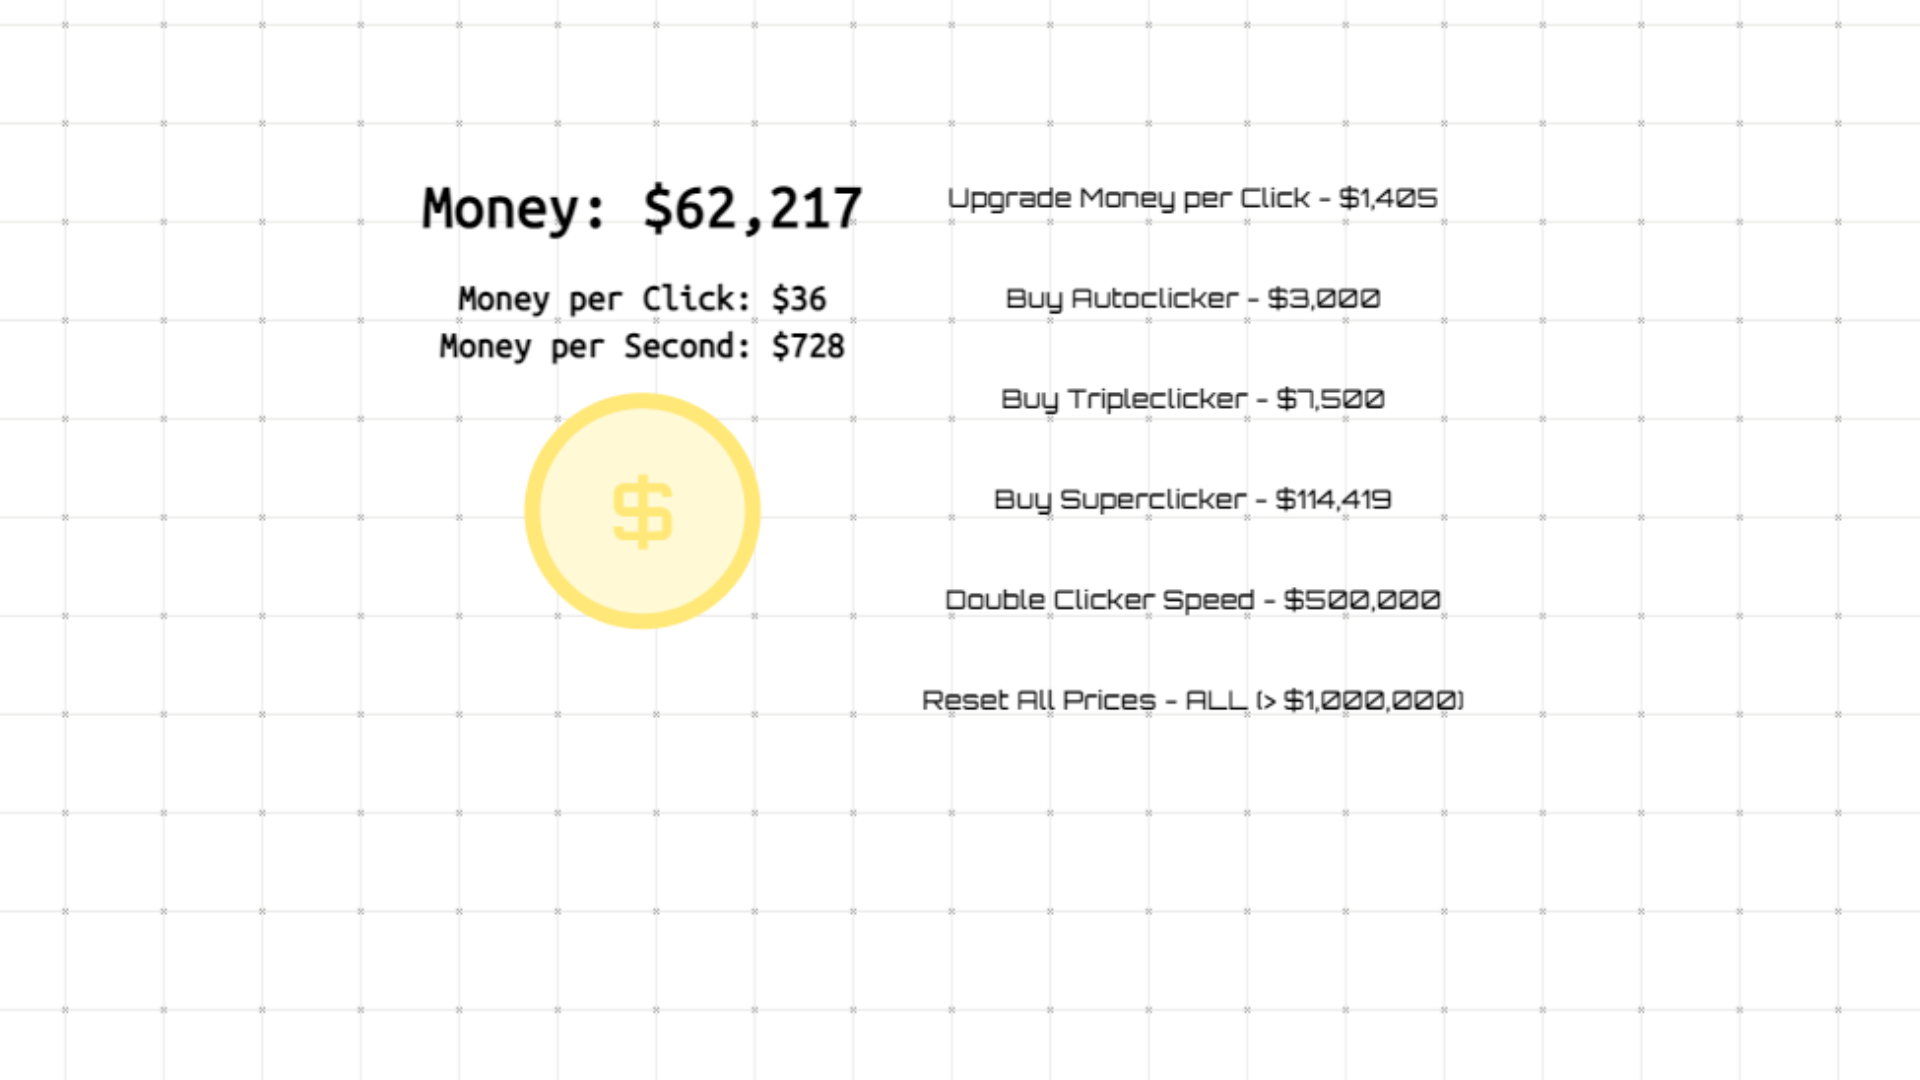 Money: $62,217
Money per Click: $36
Money per Second: $728
$
Upgrade Money per Click - $1,405
Buy Autoclicker - $3,000
Buy Tripleclicker - $7,500
Buy Superclicker - $114,419
Double Clicker Speed - $500,000
Reset All Prices - ALL (> $1,000,000)